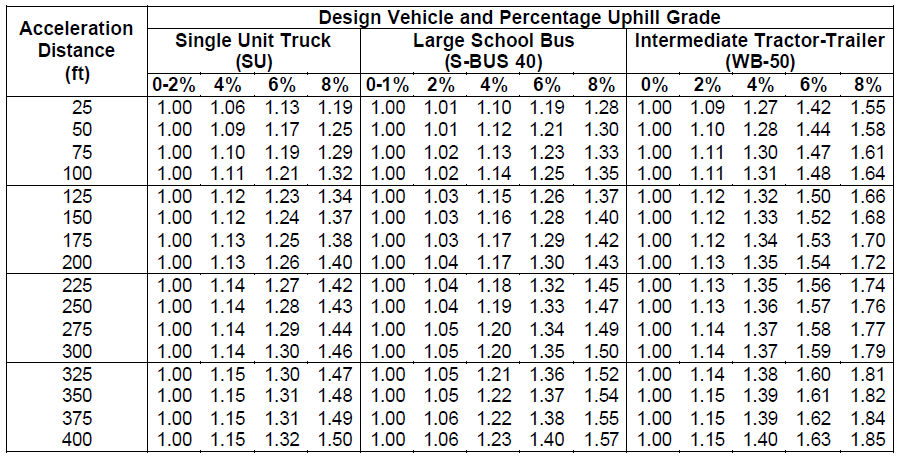 Acceleration Distance (ft) Design Vehicle and Percentage Uphill Grade
Single Unit Truck (SU) Large School Bus (S-BUS 40) Intermediate Tractor-Trailer (WB-50)
0-2% 4% 6% 8% 0-1% 2% 4% 6% 8% 0% 2% 4% 6% 8%
25 1.00 1.06 1.13 1.19 1.00 1.01 1.10 1.19 1.28 1.00 1.09 1.27 1.42 1.55
50 1.00 1.09 1.17 1.25 1.00 1.01 1.12 1.21 1.30 1.00 1.10 1.28 1.44 1.58
75 1.00 1.10 1.19 1.29 1.00 1.02 1.13 1.23 1.33 1.00 1.11 1.30 1.47 1.61
100 1.00 1.11 1.21 1.32 1.00 1.02 1.14 1.25 1.35 1.00 1.11 1.31 1.48 1.64
125 1.00 1.12 1.23 1.34 1.00 1.03 1.15 1.26 1.37 1.00 1.12 1.32 1.50 1.66
150 1.00 1.12 1.24 1.37 1.00 1.03 1.16 1.28 1.40 1.00 1.12 1.33 1.52 1.68
175 1.00 1.13 1.25 1.38 1.00 1.03 1.17 1.29 1.42 1.00 1.12 1.34 1.53 1.70
200 1.00 1.13 1.26 1.40 1.00 1.04 1.17 1.30 1.43 1.00 1.13 1.35 1.54 1.72
225 1.00 1.14 1.27 1.42 1.00 1.04 1.18 1.32 1.45 1.00 1.13 1.35 1.56 1.74
250 1.00 1.14 1.28 1.43 1.00 1.04 1.19 1.33 1.47 1.00 1.13 1.36 1.57 1.76
275 1.00 1.14 1.29 1.44 1.00 1.05 1.20 1.34 1.49 1.00 1.14 1.37 1.58 1.77
300 1.00 1.14 1.30 1.46 1.00 1.05 1.20 1.35 1.50 1.00 1.14 1.37 1.59 1.79
325 1.00 1.15 1.30 1.47 1.00 1.05 1.21 1.36 1.52 1.00 1.14 1.38 1.60 1.81
350 1.00 1.15 1.31 1.48 1.00 1.05 1.22 1.37 1.54 1.00 1.15 1.39 1.61 1.82
375 1.00 1.15 1.31 1.49 1.00 1.06 1.22 1.38 1.55 1.00 1.15 1.39 1.62 1.84
400 1.00 1.15 1.32 1.50 1.00 1.06 1.23 1.40 1.57 1.00 1.15 1.40 1.63 1.85